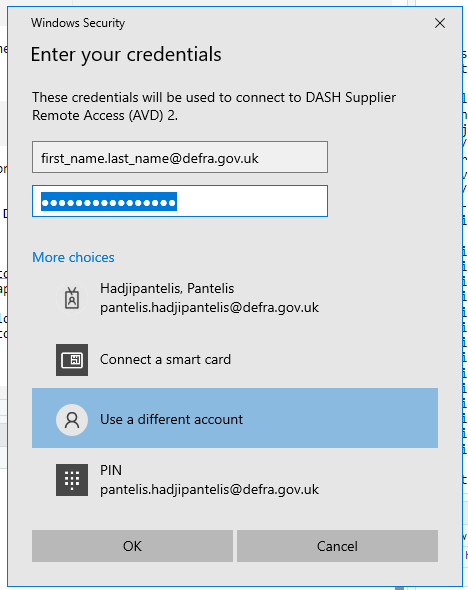 Windows Security
Enter your credentials
These credentials will be used to connect to DASH Supplier
Remote Access (AVD) 2.
first_name.last_name@defra.gov.uk
••••••••••••••••
More choices
Hadjipantelis, Pantelis
pantelis.hadjipantelis@defra.gov.uk
Connect a smart card
Use a different account
PIN
pantelis.hadjipantelis@defra.gov.uk
OK
Cancel